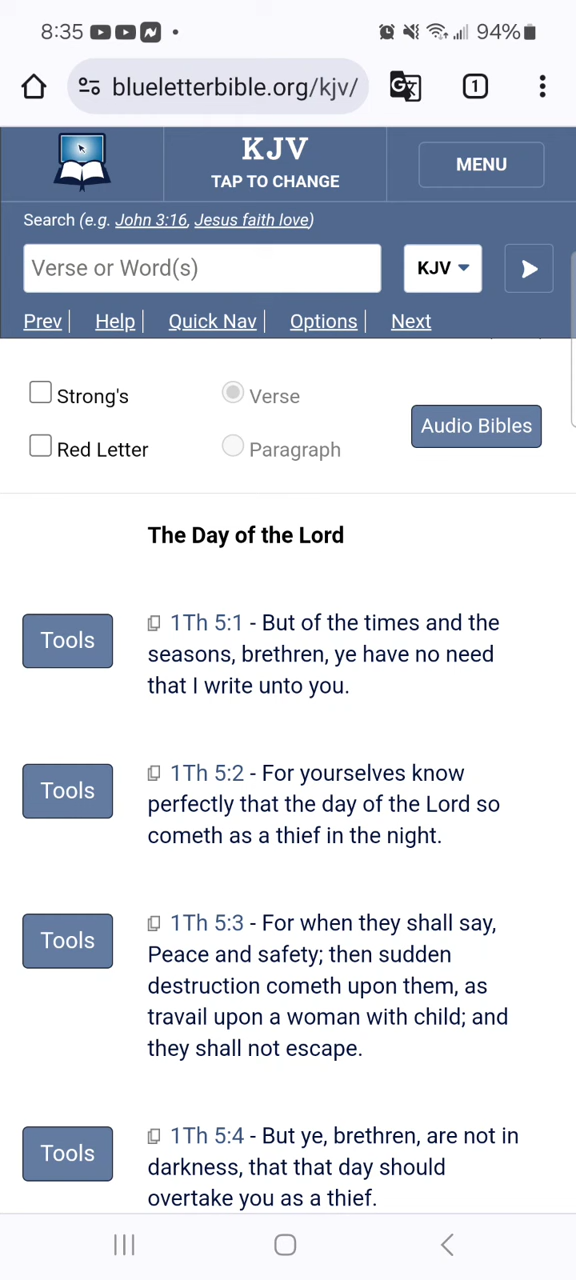 8:35 94%
blueletterbible.org/kjv/ 1
KJV
TAP TO CHANGE
MENU
Search (e.g. John 3:16, Jesus faith love)
Verse or Word(s) KJV
Prev | Help | Quick Nav | Options | Next
Strong's Verse
Audio Bibles
Red Letter Paragraph
The Day of the Lord
Tools
1Th 5:1 - But of the times and the
seasons, brethren, ye have no need
that I write unto you.
Tools
1Th 5:2 - For yourselves know
perfectly that the day of the Lord so
cometh as a thief in the night.
Tools
1Th 5:3 - For when they shall say,
Peace and safety; then sudden
destruction cometh upon them, as
travail upon a woman with child; and
they shall not escape.
Tools
1Th 5:4 - But ye, brethren, are not in
darkness, that that day should
overtake you as a thief.